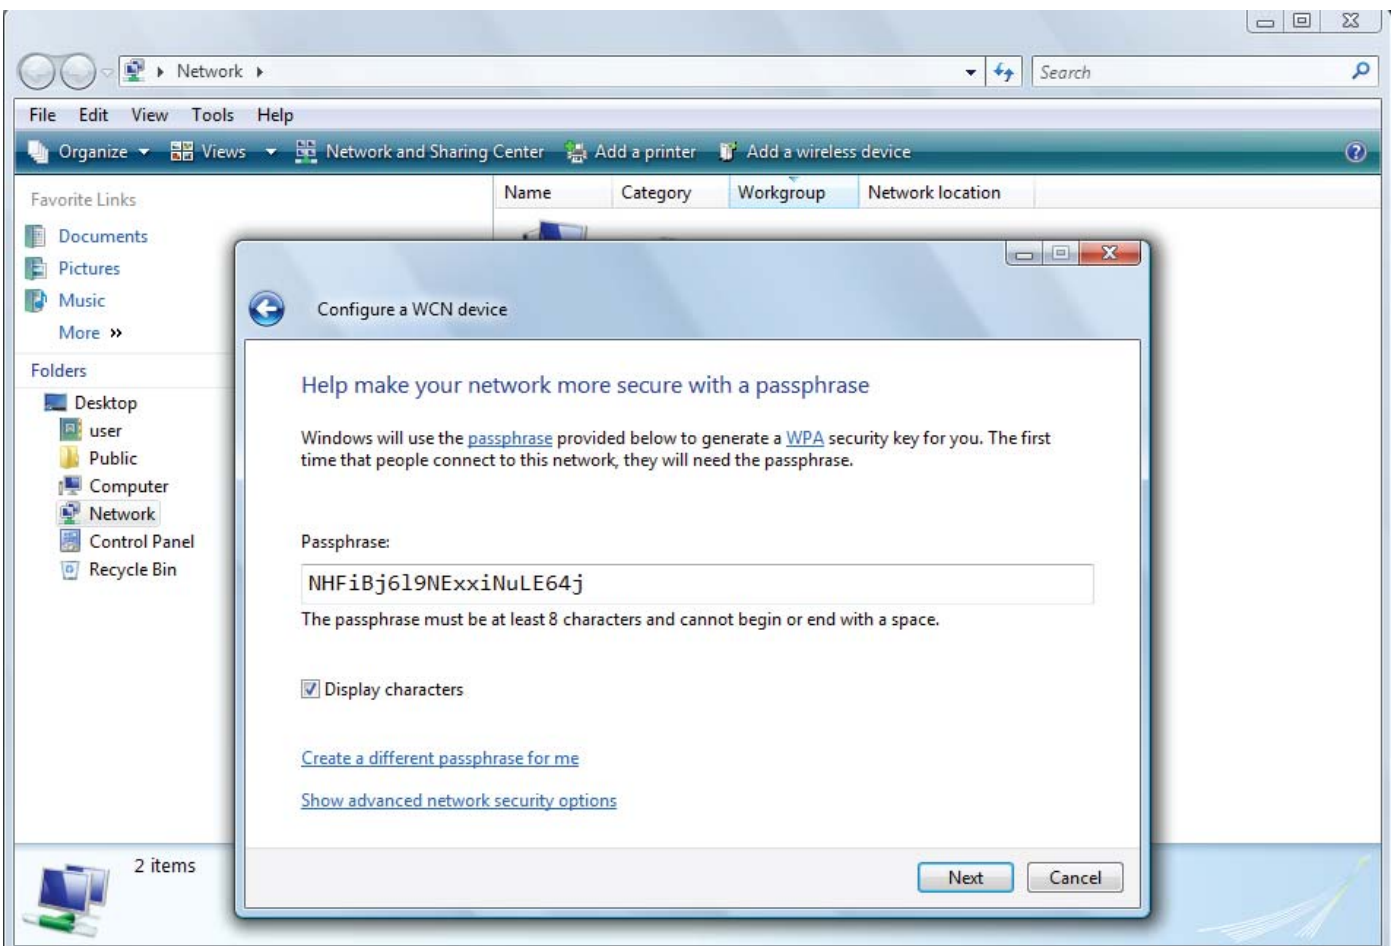 Network
Search
File Edit View Tools Help
Organize Views Network and Sharing Center Add a printer Add a wireless device
Favorite Links
Name Category Workgroup Network location
Documents
Pictures
Music
More »
Folders
Desktop
user
Public
Computer
Network
Control Panel
Recycle Bin
Configure a WCN device
Help make your network more secure with a passphrase
Windows will use the passphrase provided below to generate a WPA security key for you. The first
time that people connect to this network, they will need the passphrase.
Passphrase:
NHFiBj6l9NExxiNuLE64j
The passphrase must be at least 8 characters and cannot begin or end with a space.
Display characters
Create a different passphrase for me
Show advanced network security options
Next Cancel
2 items